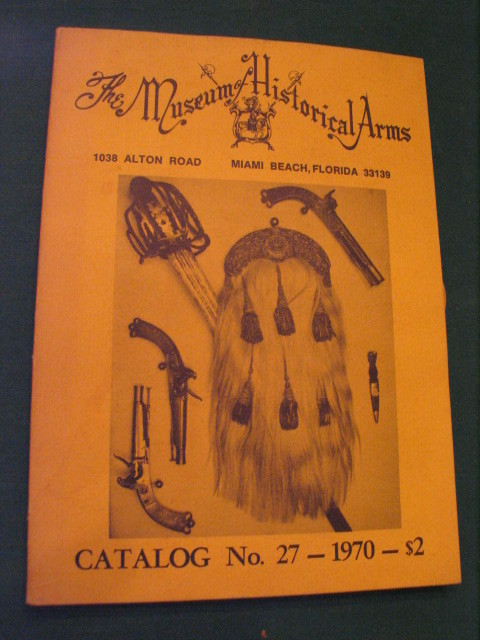 The Museum of Historical Arms
1038 ALTON ROAD MIAMI BEACH, FLORIDA 33139
CATALOG No. 27 — 1970 — $2